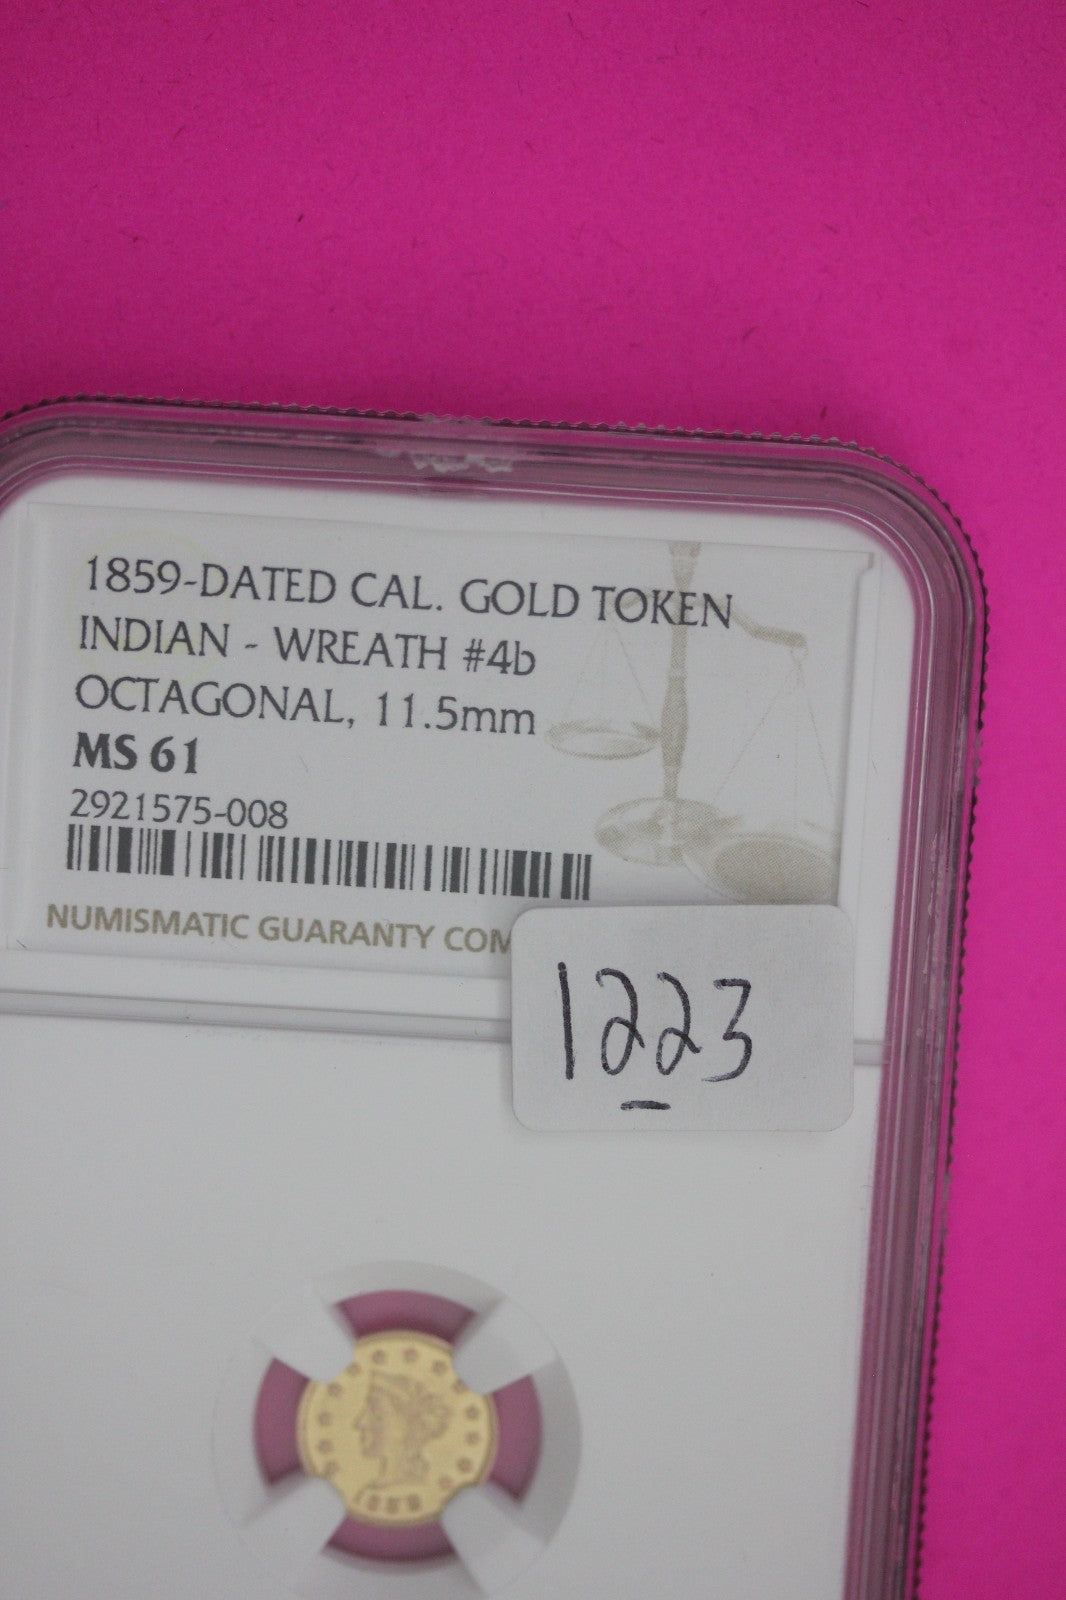 1859-DATED CAL. GOLD TOKEN
INDIAN - WREATH #4b
OCTAGONAL, 11.5mm
MS 61
2921575-008
NUMISMATIC GUARANTY COM
1223
1859